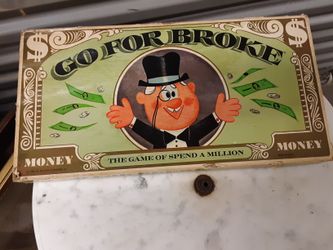 $ $
GO FOR BROKE
MONEY MONEY
THE GAME OF SPEND A MILLION